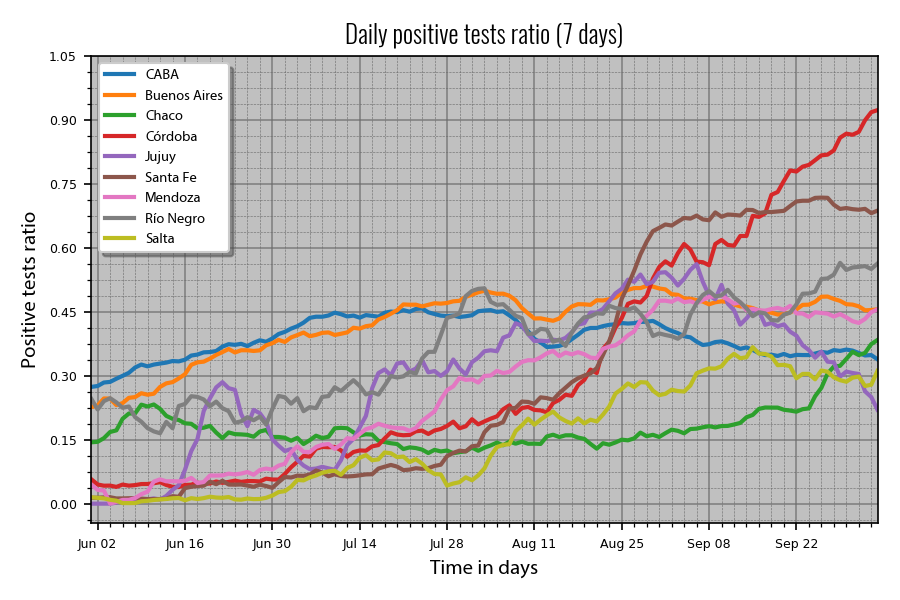 Daily positive tests ratio (7 days)
Positive tests ratio
1.05
0.90
0.75
0.60
0.45
0.30
0.15
0.00
CABA
Buenos Aires
Chaco
Córdoba
Jujuy
Santa Fe
Mendoza
Río Negro
Salta
Jun 02 Jun 16 Jun 30 Jul 14 Jul 28 Aug 11 Aug 25 Sep 08 Sep 22
Time in days